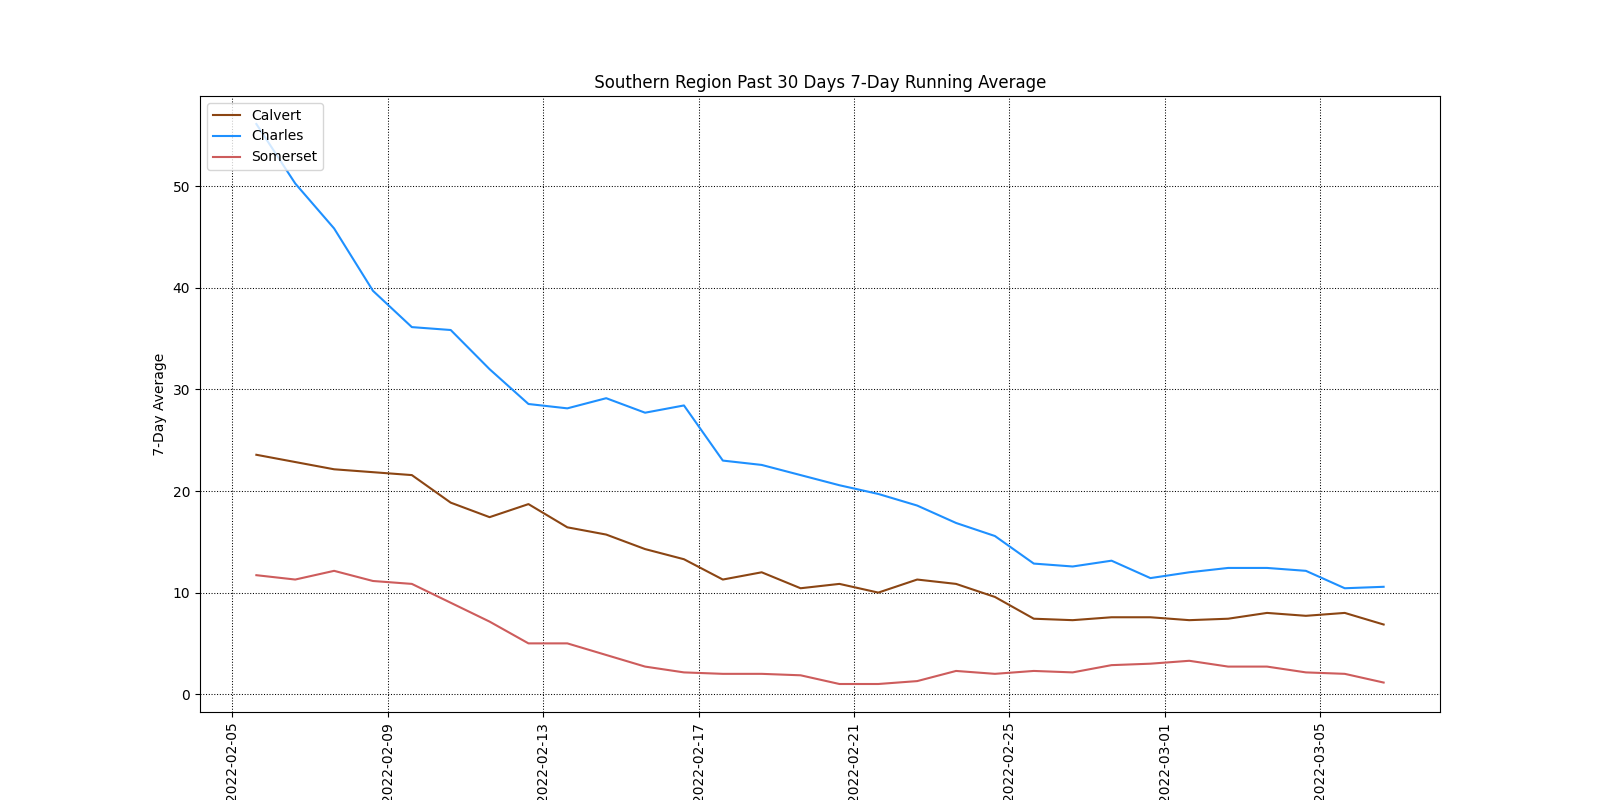 Southern Region Past 30 Days 7-Day Running Average
Calvert
Charles
Somerset
7-Day Average
50
40
30
20
10
0
2022-02-05
2022-02-09
2022-02-13
2022-02-17
2022-02-21
2022-02-25
2022-03-01
2022-03-05